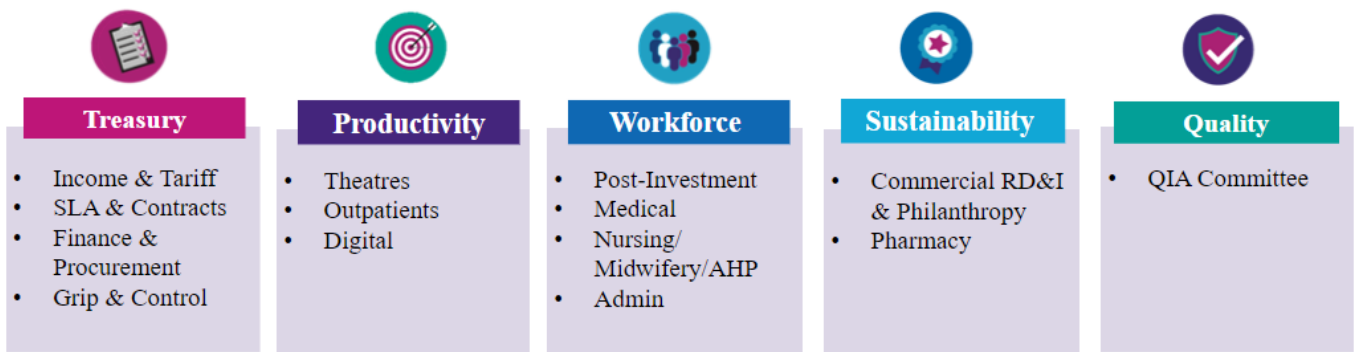 Treasury
• Income & Tariff
• SLA & Contracts
• Finance &
Procurement
• Grip & Control
Productivity
• Theatres
• Outpatients
• Digital
Workforce
• Post-Investment
• Medical
• Nursing/
Midwifery/AHP
• Admin
Sustainability
• Commercial RD&I
& Philanthropy
• Pharmacy
Quality
• QIA Committee